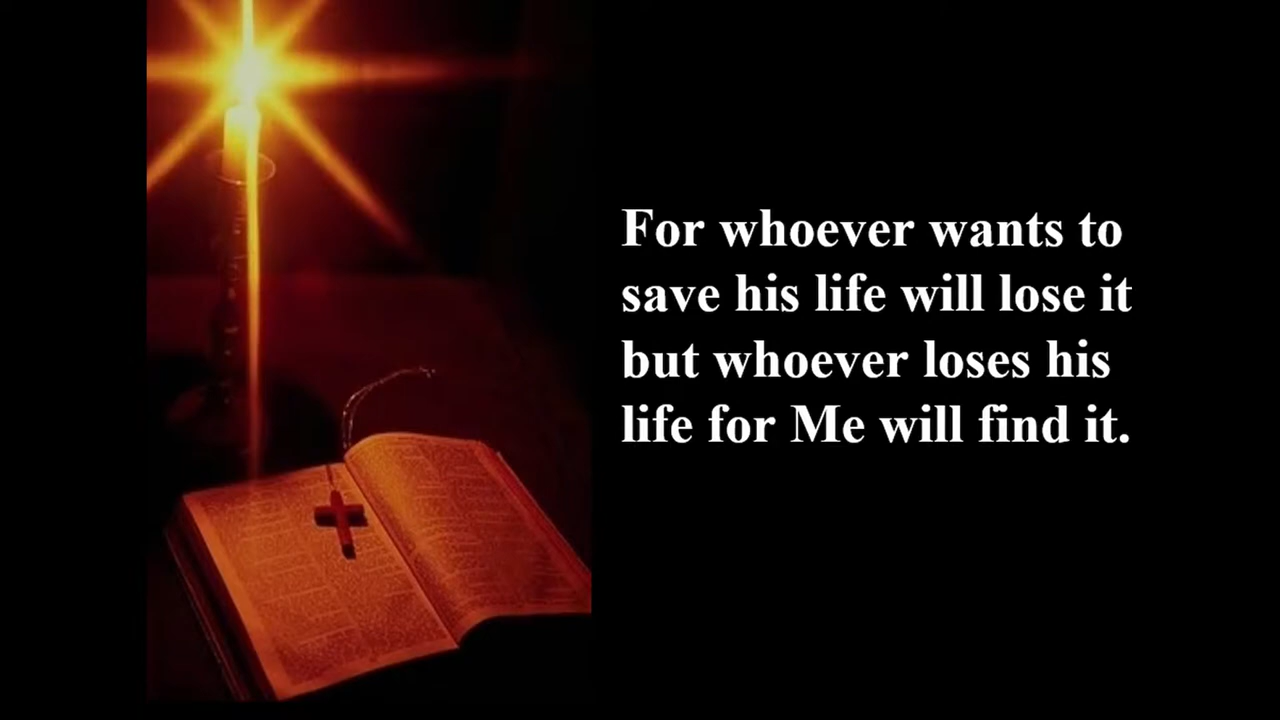 For whoever wants to
save his life will lose it
but whoever loses his
life for Me will find it.